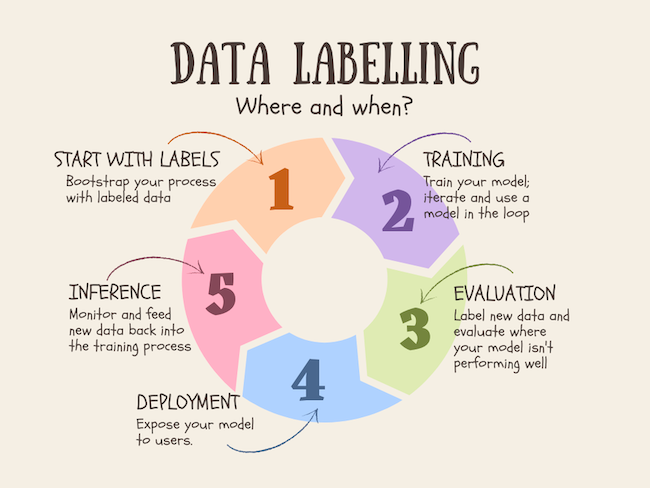 DATA LABELLING
Where and when?
START WITH LABELS
Bootstrap your process
with labeled data
1
TRAINING
Train your model;
iterate and use a
model in the loop
2
EVALUATION
Label new data and
evaluate where
your model isn't
performing well
3
DEPLOYMENT
Expose your model
to users.
4
INFERENCE
Monitor and feed
new data back into
the training process
5